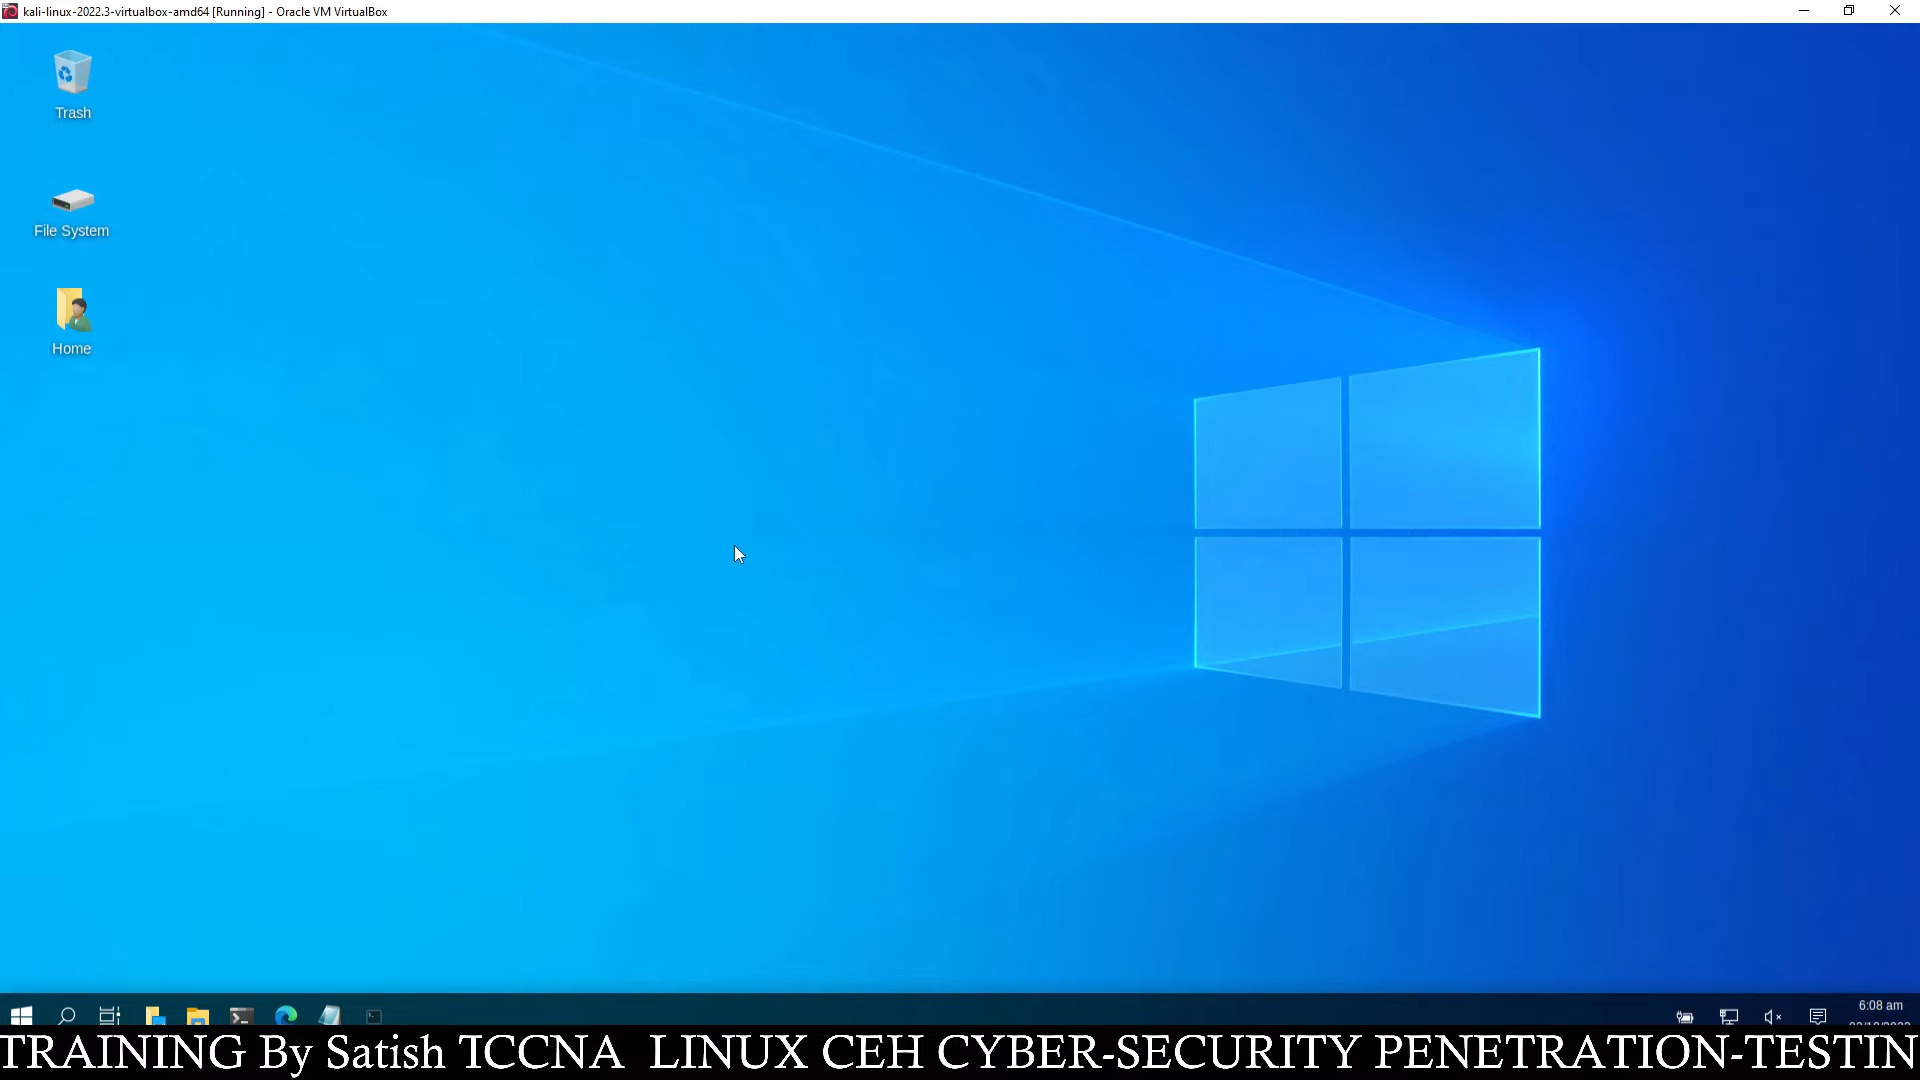 kali-linux-2022.3-virtualbox-amd64 [Running] - Oracle VM VirtualBox
Trash
File System
Home
6:08 am
TRAINING By Satish TCCNA LINUX CEH CYBER-SECURITY PENETRATION-TESTIN